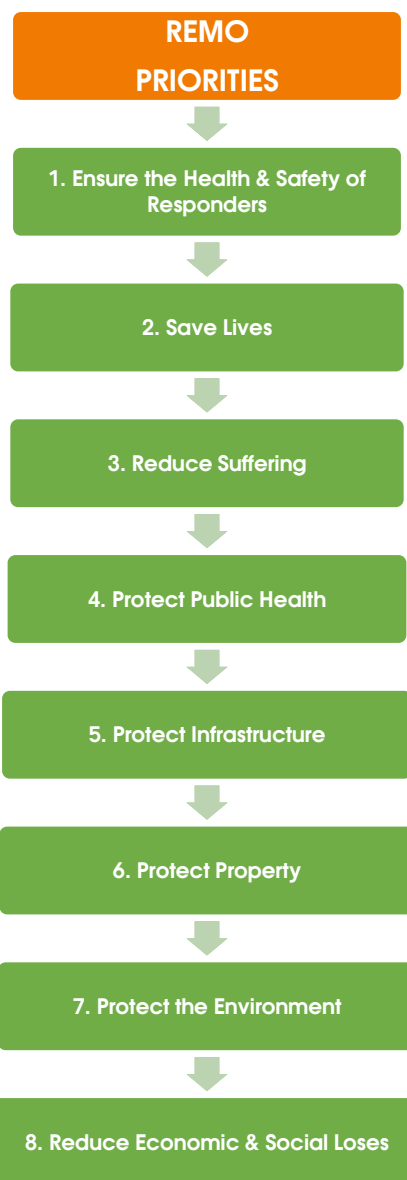 REMO
PRIORITIES
1. Ensure the Health & Safety of
Responders
2. Save Lives
3. Reduce Suffering
4. Protect Public Health
5. Protect Infrastructure
6. Protect Property
7. Protect the Environment
8. Reduce Economic & Social Loses